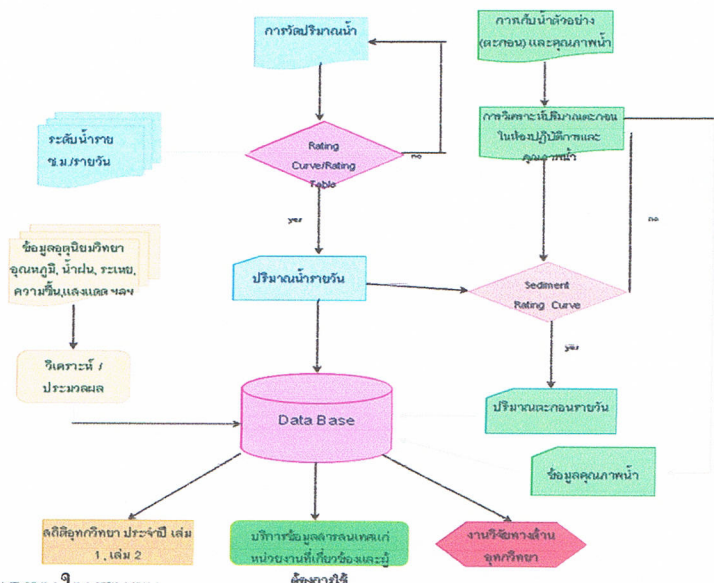 การวัดปริมาณน้ำ
การเก็บน้ำตัวอย่าง
(ตะกอน) และคุณภาพน้ำ
ระดับน้ำราย
ช.ม./รายวัน
Rating
Curve/Rating
Table
no
การวิเคราะห์ปริมาณตะกอน
ในห้องปฏิบัติการและ
คุณภาพน้ำ
no
yes
ข้อมูลอุตุนิยมวิทยา
อุณหภูมิ, น้ำฝน, ระเหย,
ความชื้น,แสงแดด ฯลฯ
ปริมาณน้ำรายวัน
Sediment
Rating Curve
yes
วิเคราะห์ /
ประมวลผล
Data Base
ปริมาณตะกอนรายวัน
ข้อมูลคุณภาพน้ำ
สถิติอุทกวิทยา ประจำปี เล่ม
1 , เล่ม 2
บริการข้อมูลสารสนเทศแก่
หน่วยงานที่เกี่ยวข้องและผู้
ต้องการใช้
งานวิจัยทางด้าน
อุทกวิทยา